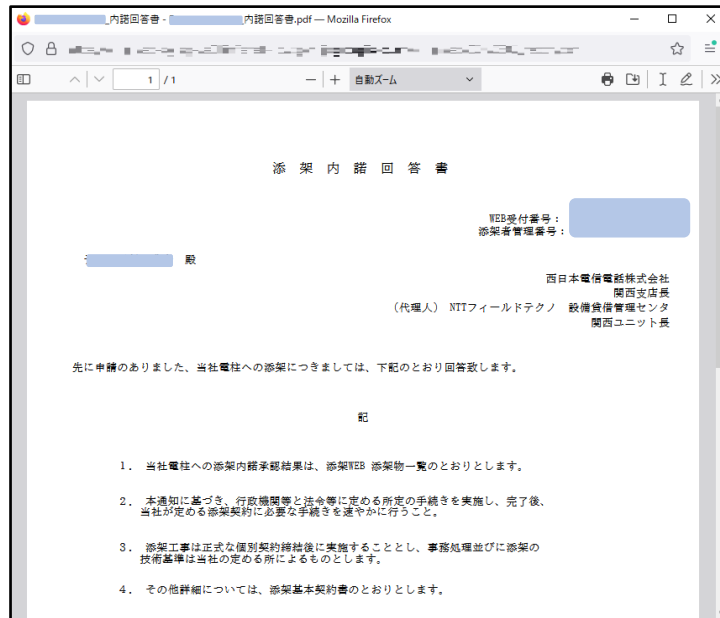 _内諾回答書 - 内諾回答書.pdf — Mozilla Firefox
1 / 1
自動ズーム
添 架 内 諾 回 答 書
WEB受付番号:
添架者管理番号:
殿
西日本電信電話株式会社
関西支店長
(代理人) NTTフィールドテクノ 設備貸借管理センタ
関西ユニット長
先に申請のありました、当社電柱への添架につきましては、下記のとおり回答致します。
記
1. 当社電柱への添架内諾承認結果は、添架WEB 添架物一覧のとおりとします。
2. 本通知に基づき、行政機関等と法令等に定める所定の手続きを実施し、完了後、
当社が定める添架契約に必要な手続きを速やかに行うこと。
3. 添架工事は正式な個別契約締結後に実施することとし、事務処理並びに添架の
技術基準は当社の定める所によるものとします。
4. その他詳細については、添架基本契約書のとおりとします。